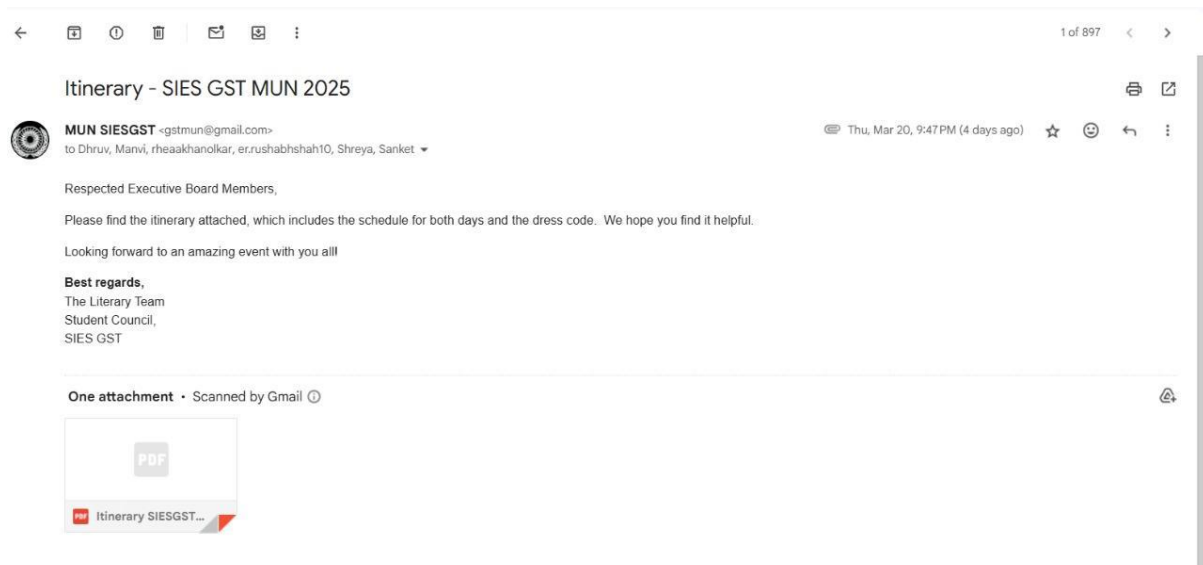 1 of 897
Itinerary - SIES GST MUN 2025
MUN SIESGST <gstmun@gmail.com>
Thu, Mar 20, 9:47 PM (4 days ago)
to Dhruv, Manvi, rheaakhanolkar, er.rushabhshah10, Shreya, Sanket
Respected Executive Board Members,
Please find the itinerary attached, which includes the schedule for both days and the dress code. We hope you find it helpful.
Looking forward to an amazing event with you all!
Best regards,
The Literary Team
Student Council,
SIES GST
One attachment • Scanned by Gmail
PDF
PDF Itinerary SIESGST...